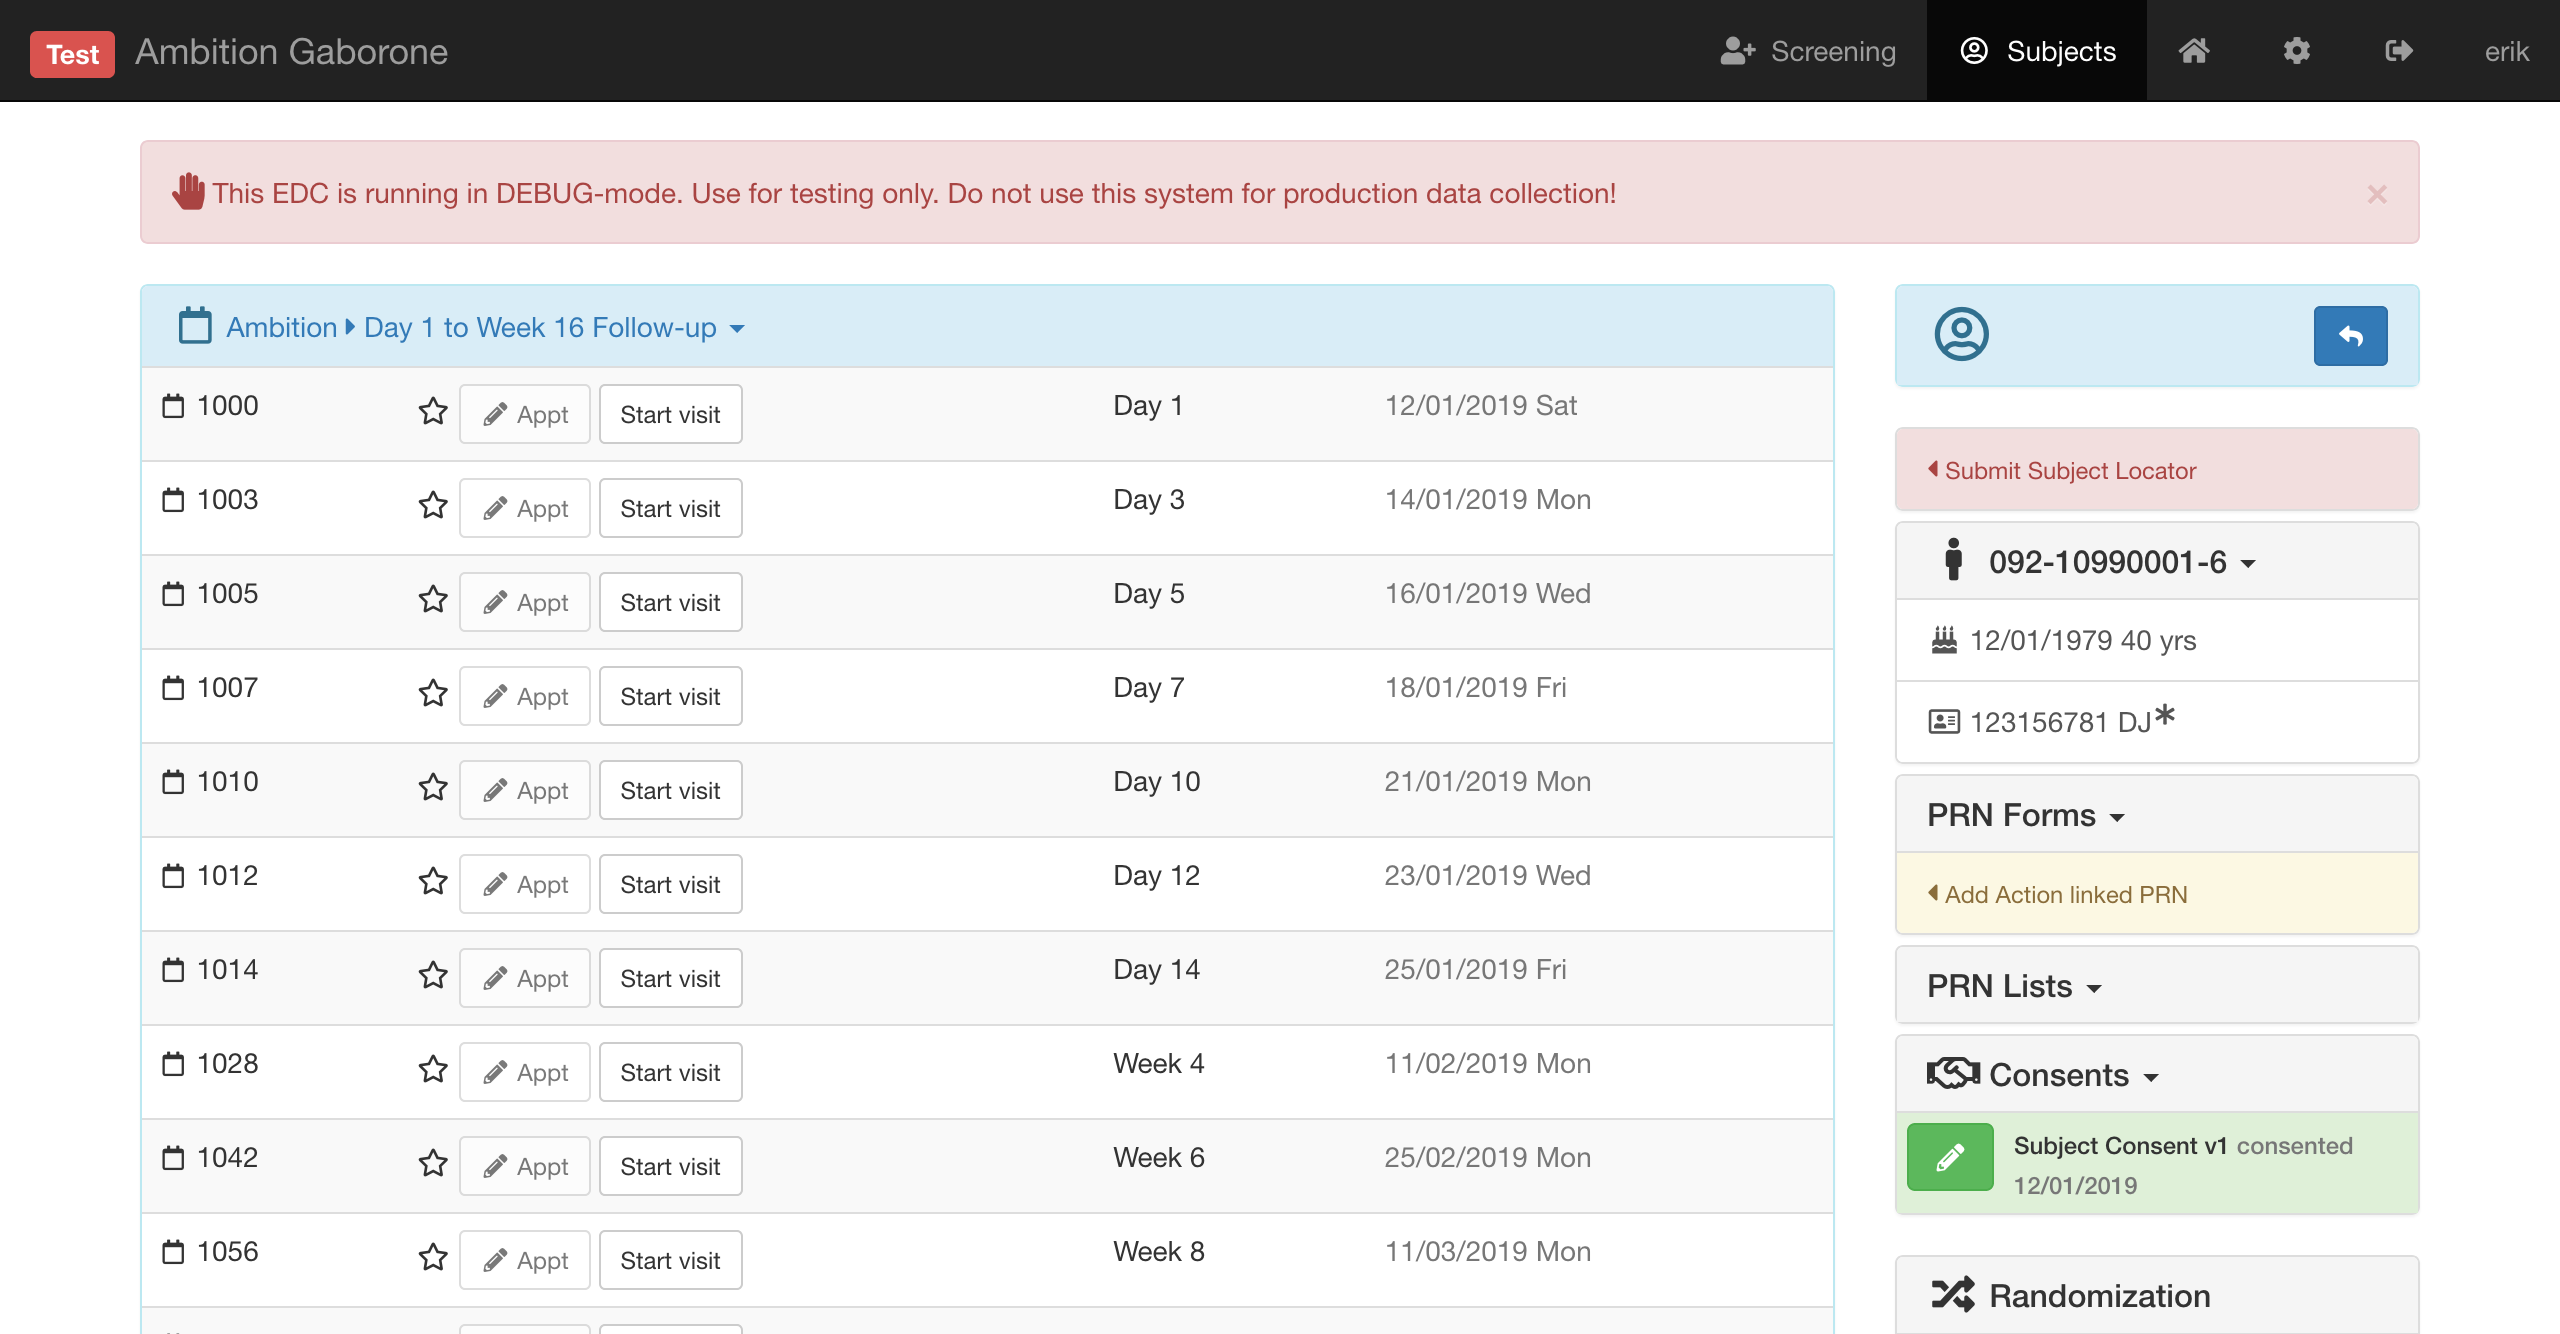 Test Ambition Gaborone Screening Subjects erik
This EDC is running in DEBUG-mode. Use for testing only. Do not use this system for production data collection! ×
Ambition Day 1 to Week 16 Follow-up
1000 Appt Start visit Day 1 12/01/2019 Sat
1003 Appt Start visit Day 3 14/01/2019 Mon
1005 Appt Start visit Day 5 16/01/2019 Wed
1007 Appt Start visit Day 7 18/01/2019 Fri
1010 Appt Start visit Day 10 21/01/2019 Mon
1012 Appt Start visit Day 12 23/01/2019 Wed
1014 Appt Start visit Day 14 25/01/2019 Fri
1028 Appt Start visit Week 4 11/02/2019 Mon
1042 Appt Start visit Week 6 25/02/2019 Mon
1056 Appt Start visit Week 8 11/03/2019 Mon
Submit Subject Locator
092-10990001-6
12/01/1979 40 yrs
123156781 DJ*
PRN Forms
Add Action linked PRN
PRN Lists
Consents
Subject Consent v1 consented
12/01/2019
Randomization